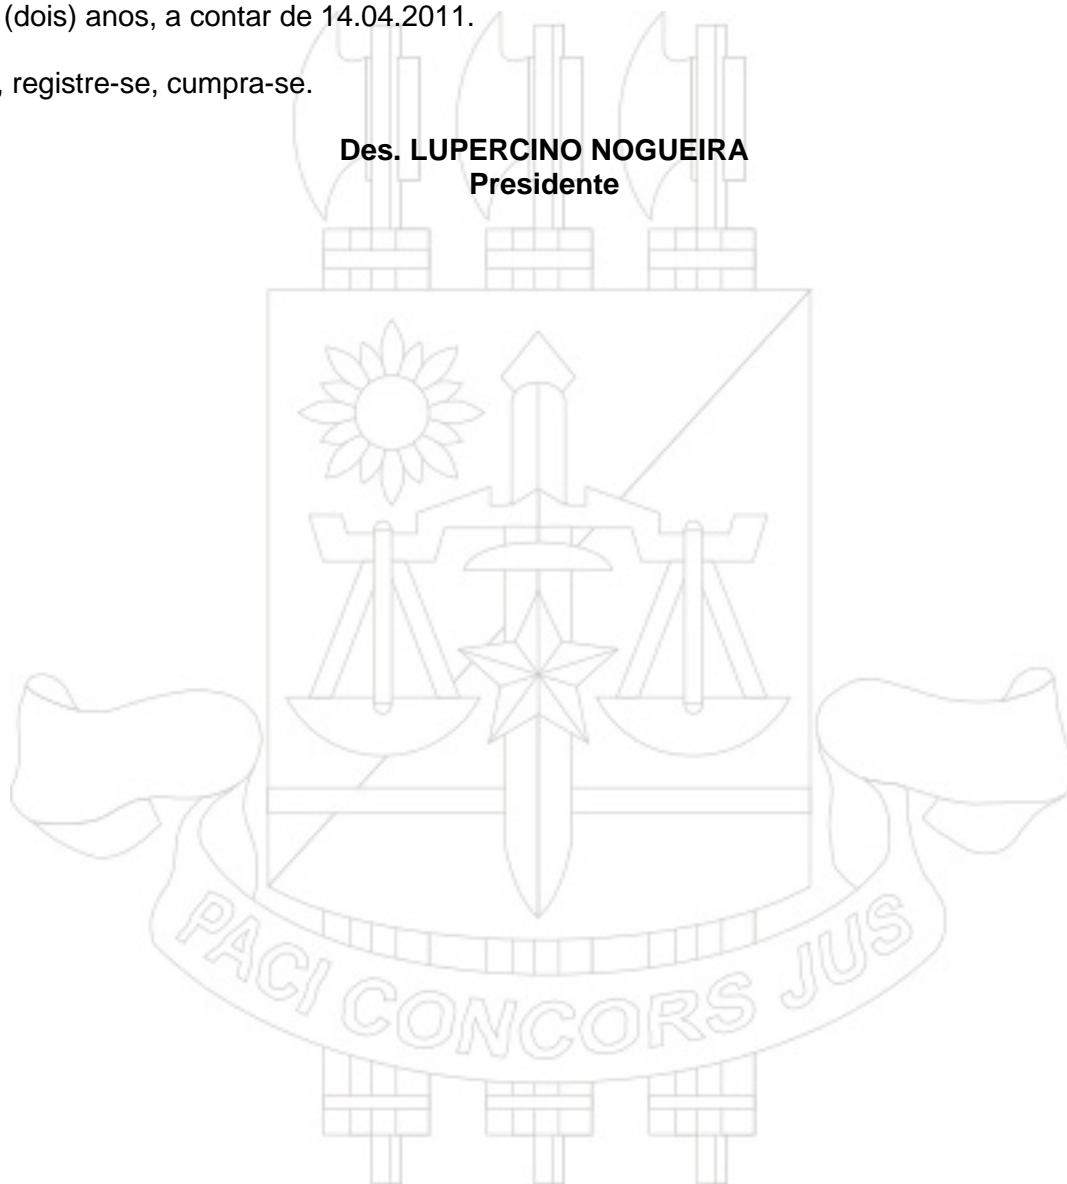 (dois) anos, a contar de 14.04.2011.
, registre-se, cumpra-se.
Des. LUPERCINO NOGUEIRA
Presidente
PACI CONCORS JUS